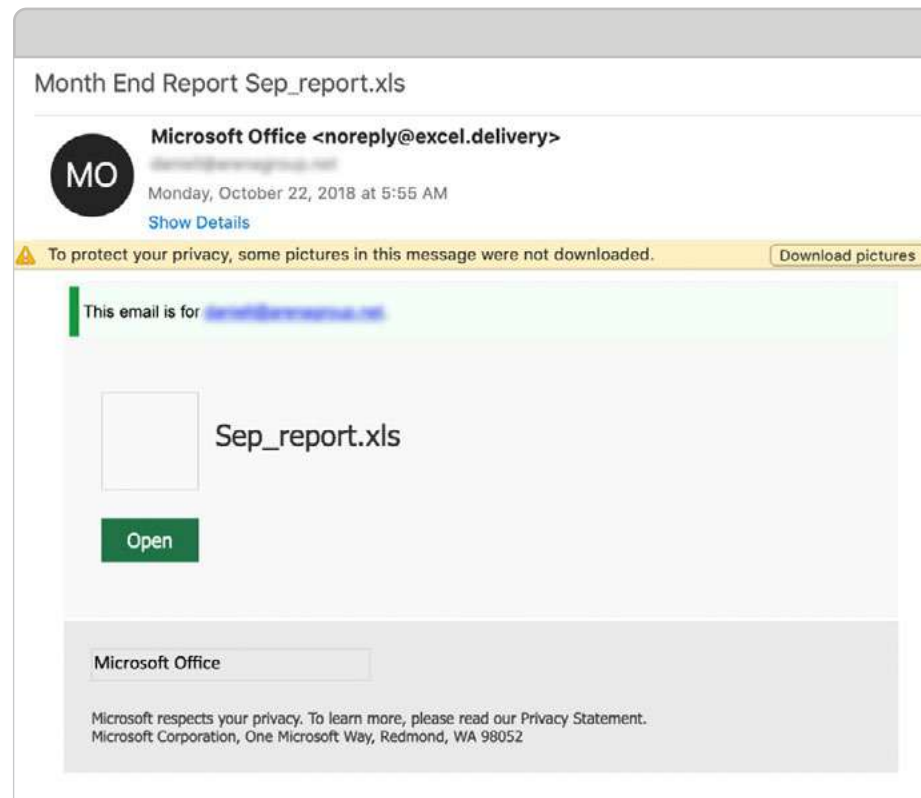 Month End Report Sep_report.xls
Microsoft Office <noreply@excel.delivery>
MO
Monday, October 22, 2018 at 5:55 AM
Show Details
To protect your privacy, some pictures in this message were not downloaded.
Download pictures
This email is for
Sep_report.xls
Open
Microsoft Office
Microsoft respects your privacy. To learn more, please read our Privacy Statement.
Microsoft Corporation, One Microsoft Way, Redmond, WA 98052